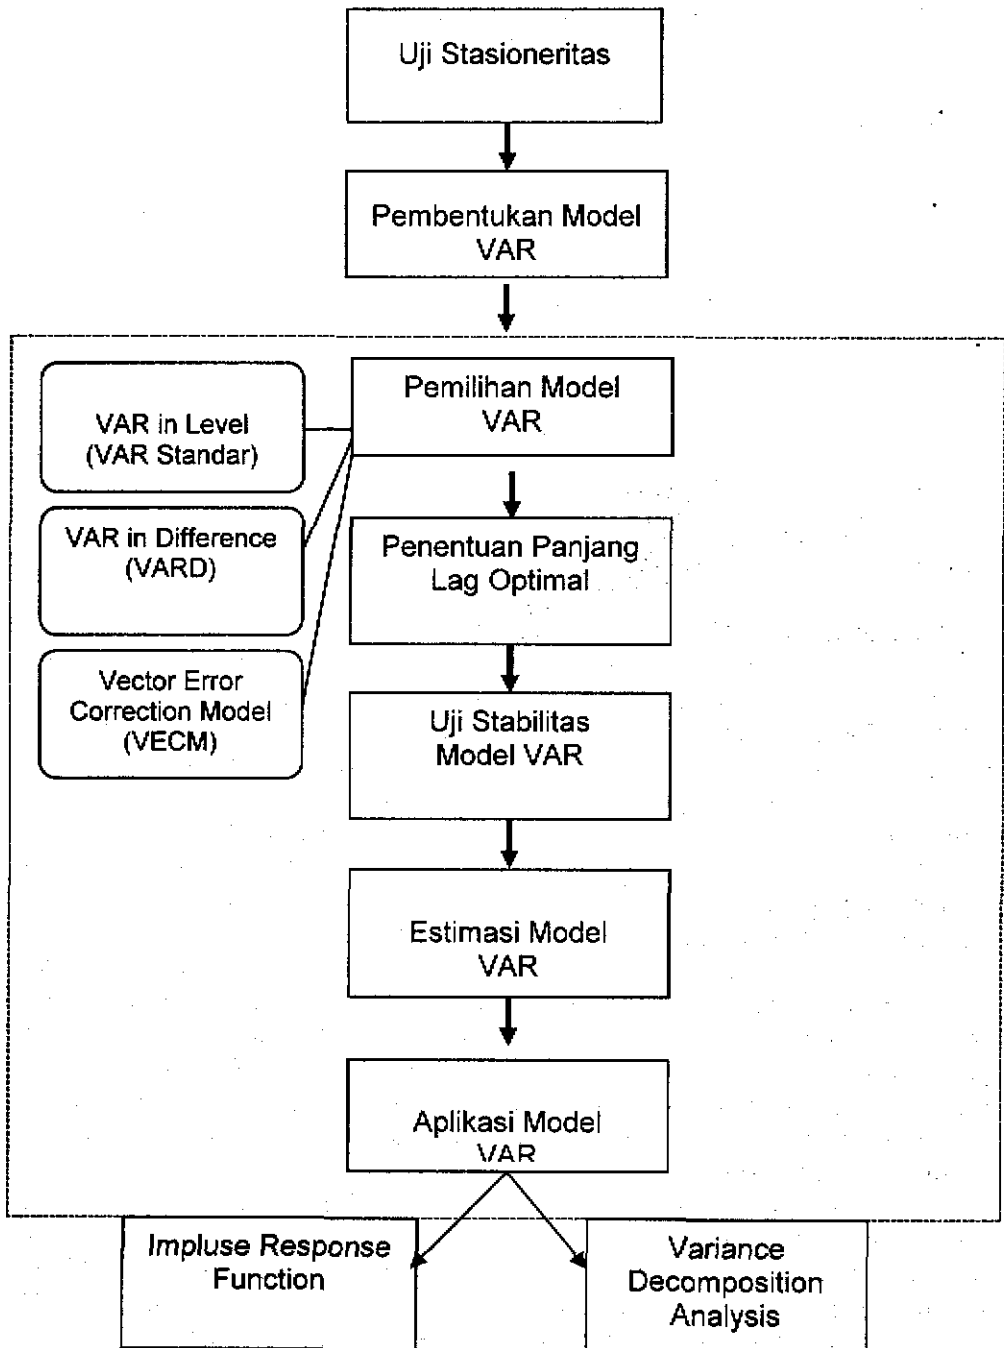 Uji Stasioneritas
Pembentukan Model
VAR
Pemilihan Model
VAR
VAR in Level
(VAR Standar)
VAR in Difference
(VARD)
Vector Error
Correction Model
(VECM)
Penentuan Panjang
Lag Optimal
Uji Stabilitas
Model VAR
Estimasi Model
VAR
Aplikasi Model
VAR
Impluse Response
Function
Variance
Decomposition
Analysis